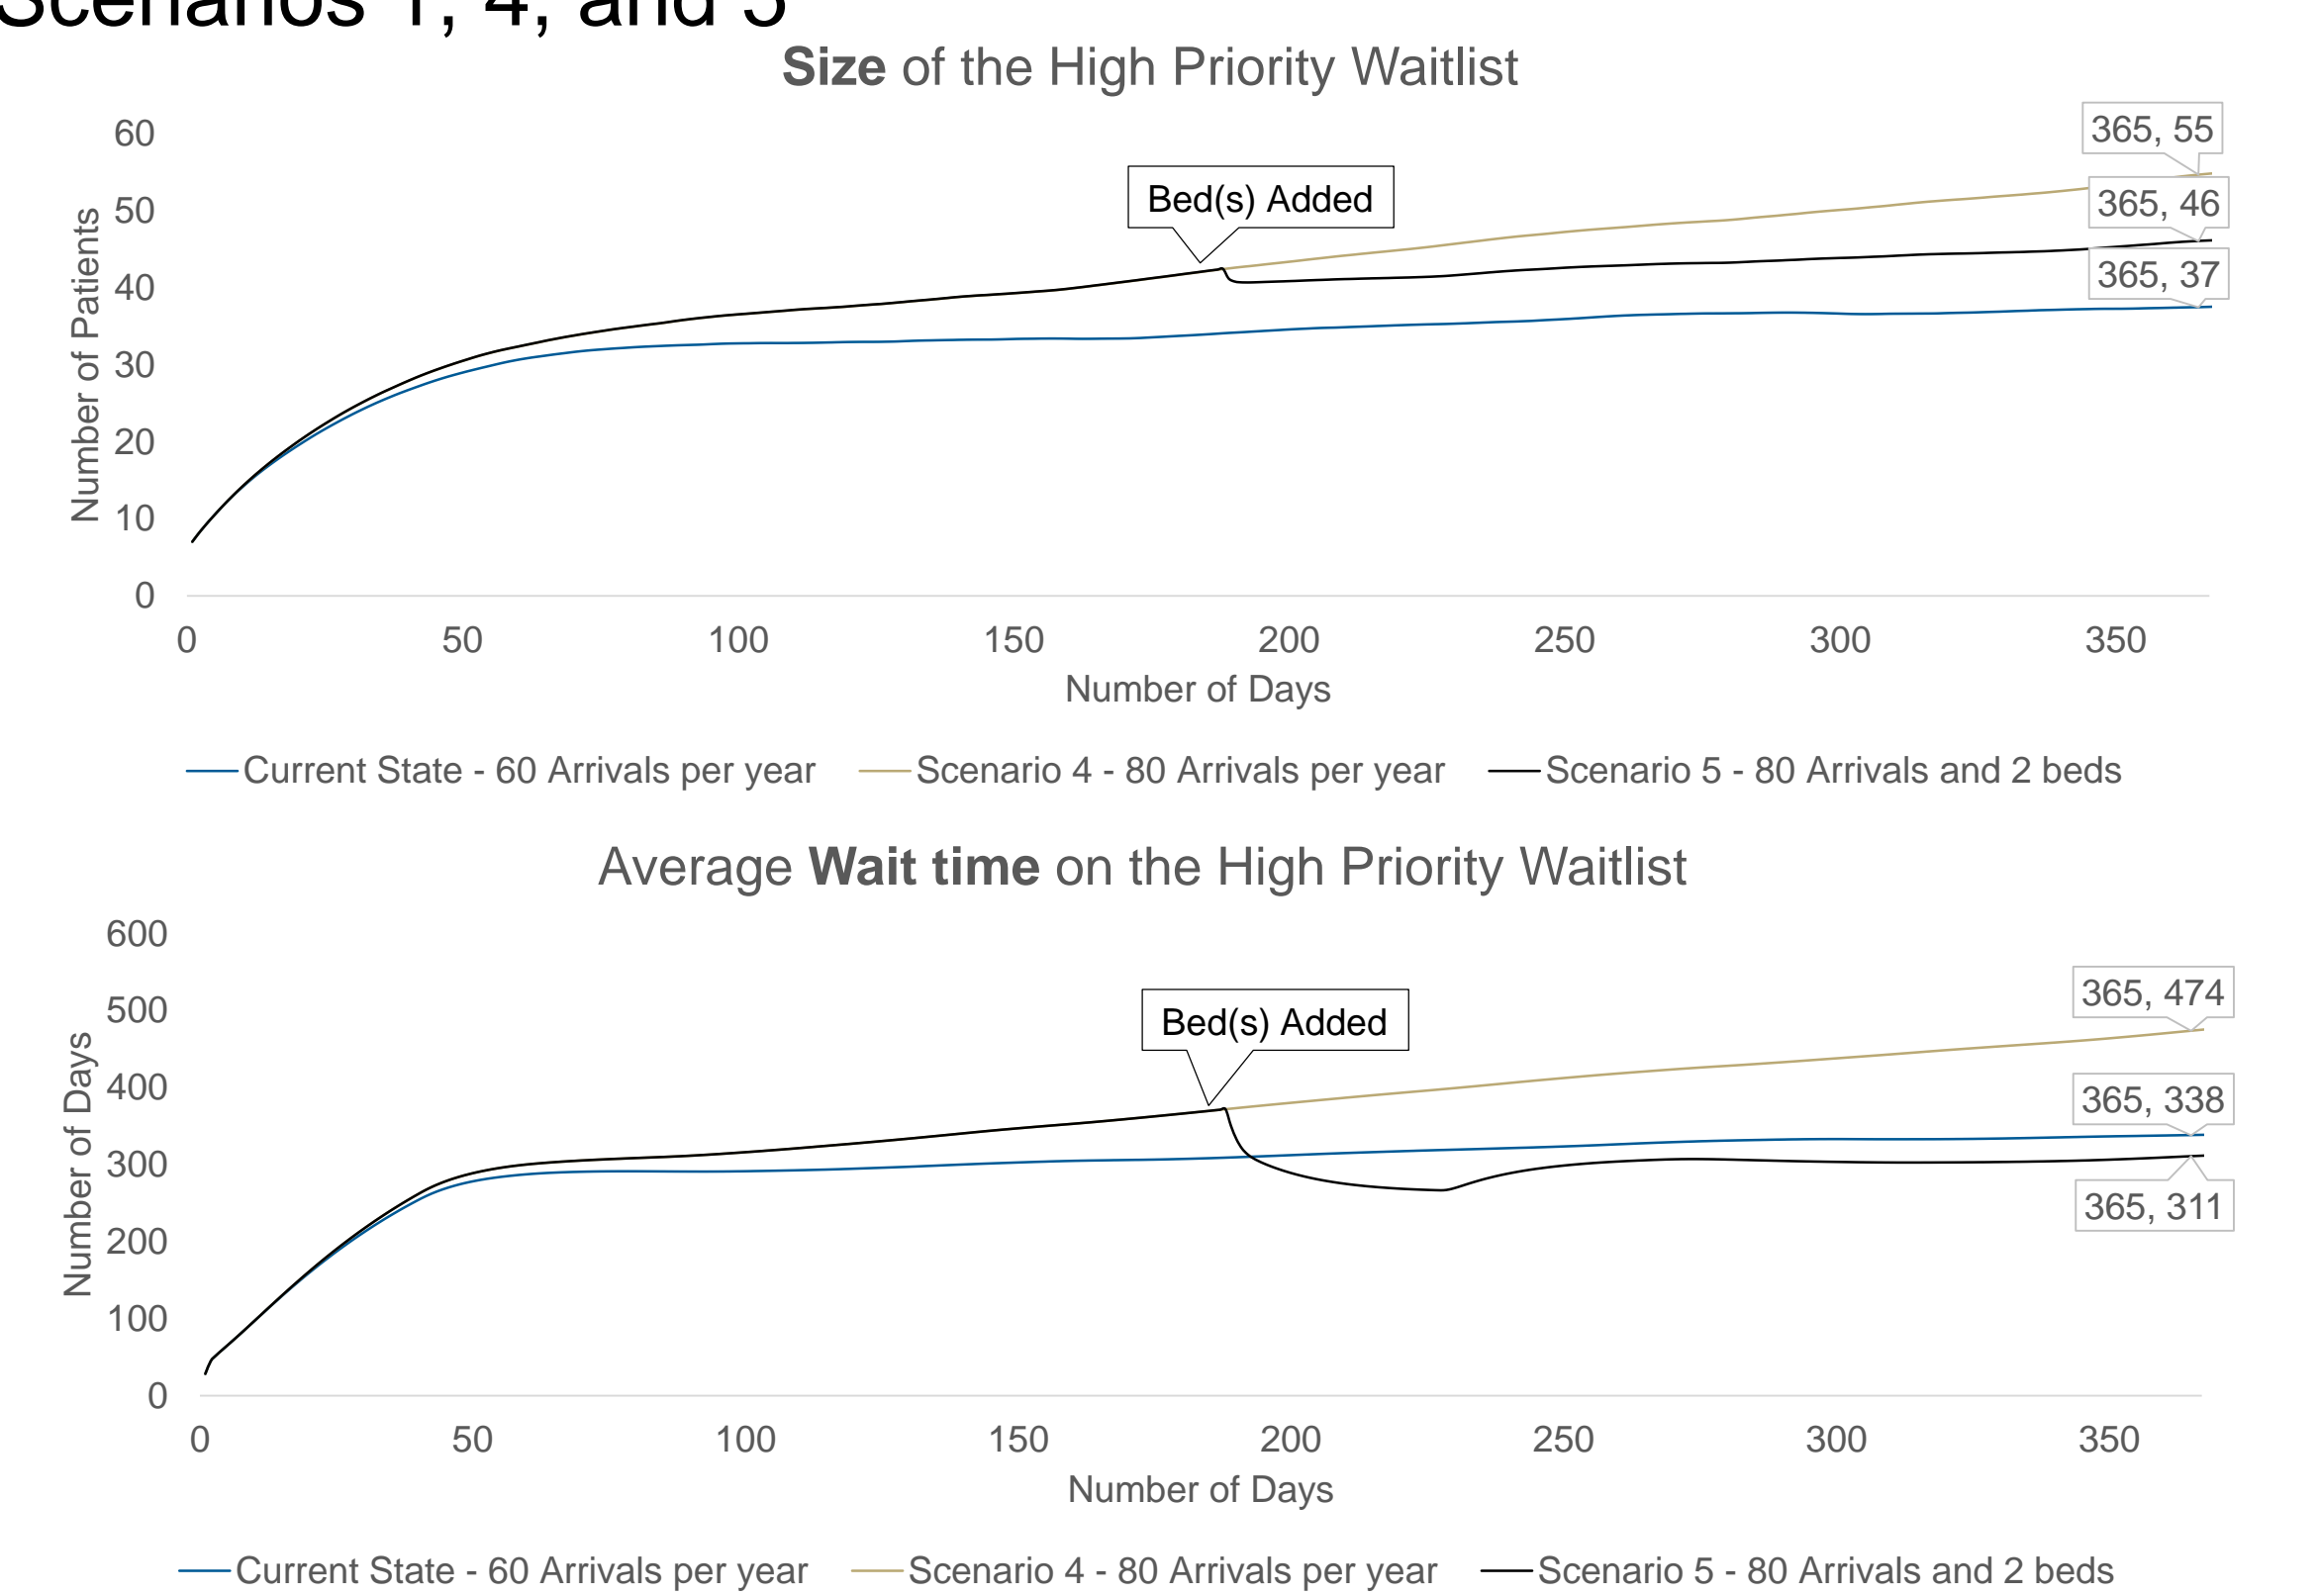 Scenarios 1, 4, and 5
Size of the High Priority Waitlist
60
50
40
30
20
10
0
Number of Patients
Bed(s) Added
365, 55
365, 46
365, 37
0 50 100 150 200 250 300 350
Number of Days
Current State - 60 Arrivals per year Scenario 4 - 80 Arrivals per year Scenario 5 - 80 Arrivals and 2 beds
Average Wait time on the High Priority Waitlist
600
500
400
300
200
100
0
Number of Days
Bed(s) Added
365, 474
365, 338
365, 311
0 50 100 150 200 250 300 350
Number of Days
Current State - 60 Arrivals per year Scenario 4 - 80 Arrivals per year Scenario 5 - 80 Arrivals and 2 beds